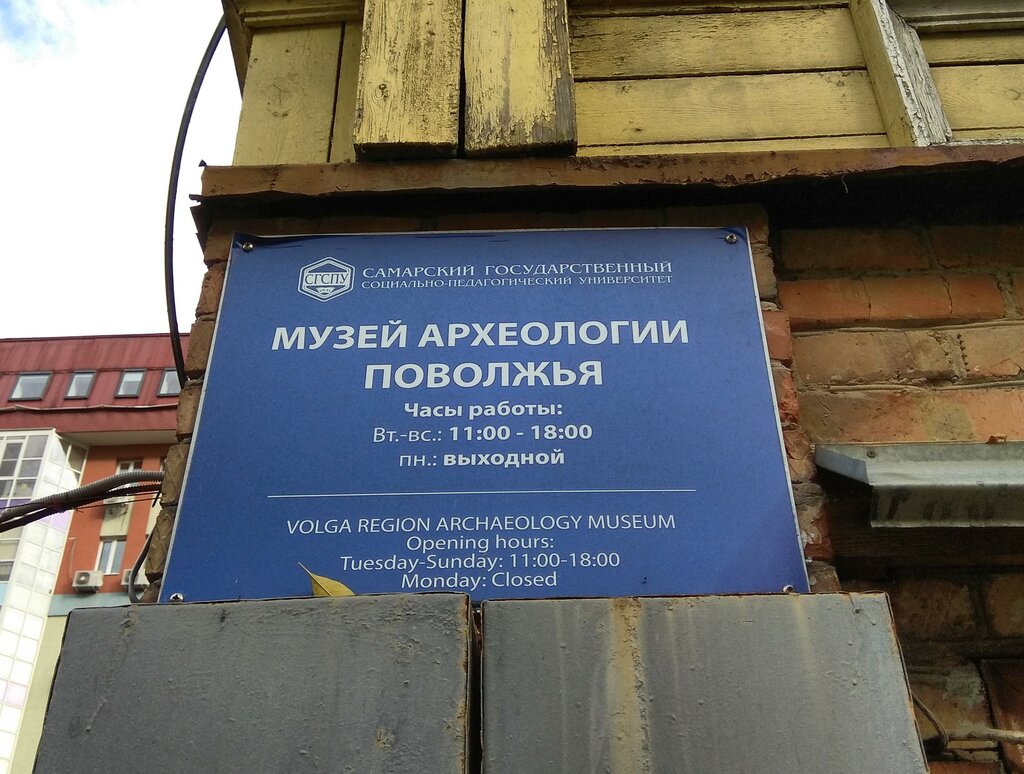 СГСПУ
САМАРСКИЙ ГОСУДАРСТВЕННЫЙ
СОЦИАЛЬНО-ПЕДАГОГИЧЕСКИЙ УНИВЕРСИТЕТ
МУЗЕЙ АРХЕОЛОГИИ
ПОВОЛЖЬЯ
Часы работы:
Вт.-вс.: 11:00 - 18:00
пн.: выходной
VOLGA REGION ARCHAEOLOGY MUSEUM
Opening hours:
Tuesday-Sunday: 11:00-18:00
Monday: Closed